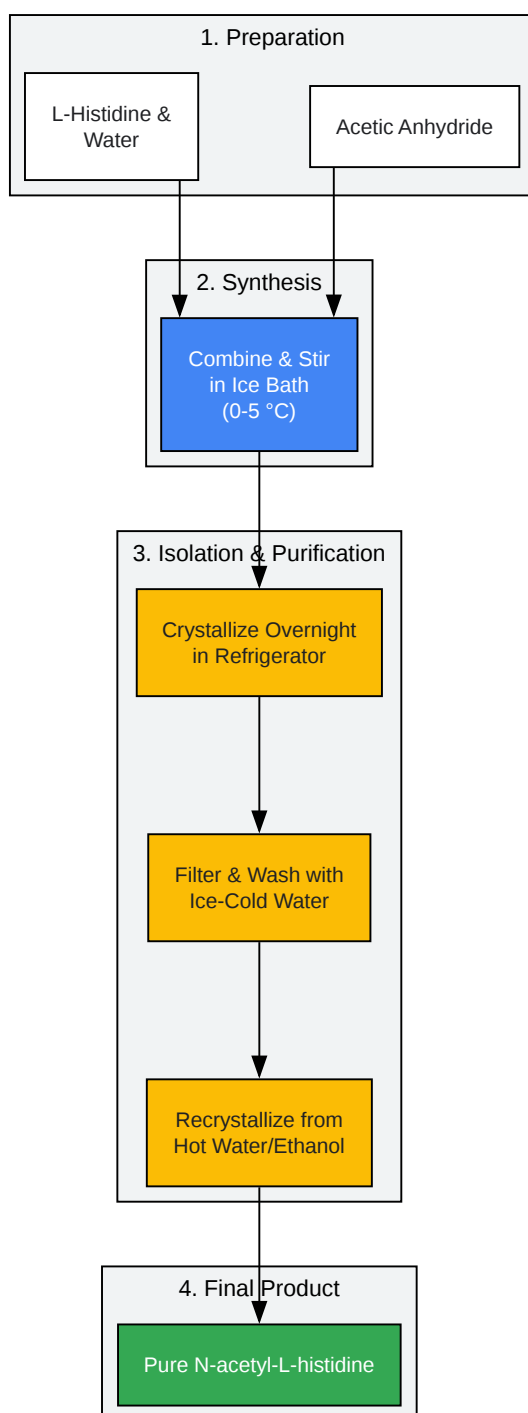 1. Preparation
L-Histidine &
Water
Acetic Anhydride
2. Synthesis
Combine & Stir
in Ice Bath
(0-5 °C)
3. Isolation & Purification
Crystallize Overnight
in Refrigerator
Filter & Wash with
Ice-Cold Water
Recrystallize from
Hot Water/Ethanol
4. Final Product
Pure N-acetyl-L-histidine